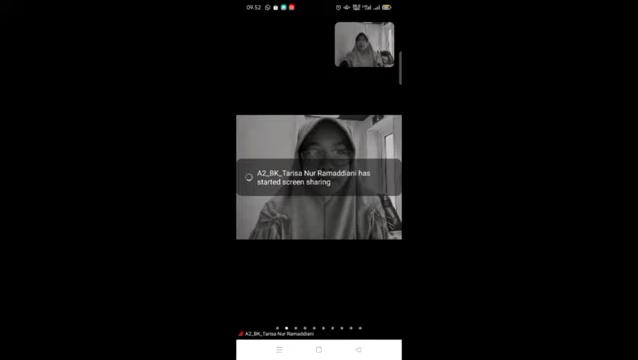 09.52
A2_BK_Tarisa Nur Ramaddiani has
started screen sharing
A2_BK_Tarisa Nur Ramaddiani